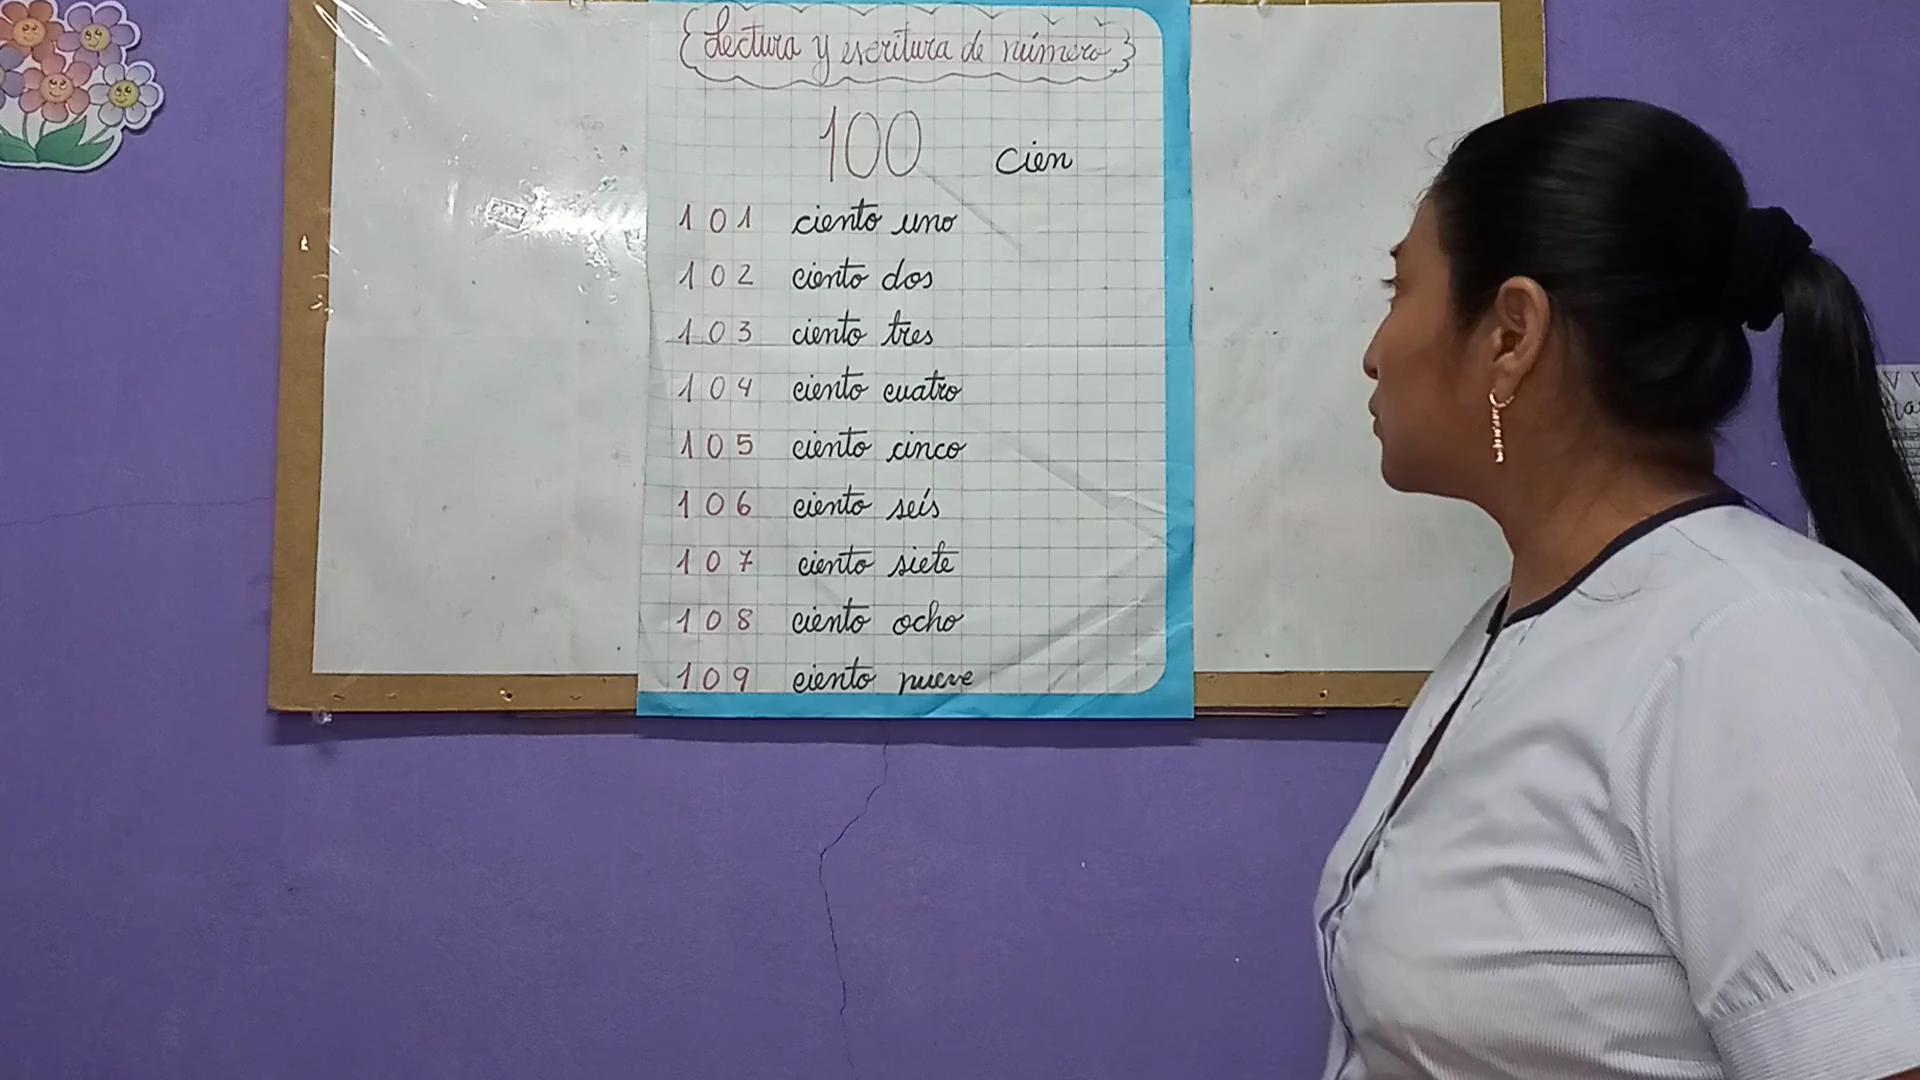 Lectura y escritura de número
100 cien
101 ciento uno
102 ciento dos
103 ciento tres
104 ciento cuatro
105 ciento cinco
106 ciento seís
107 ciento siete
108 ciento ocho
109 ciento nueve